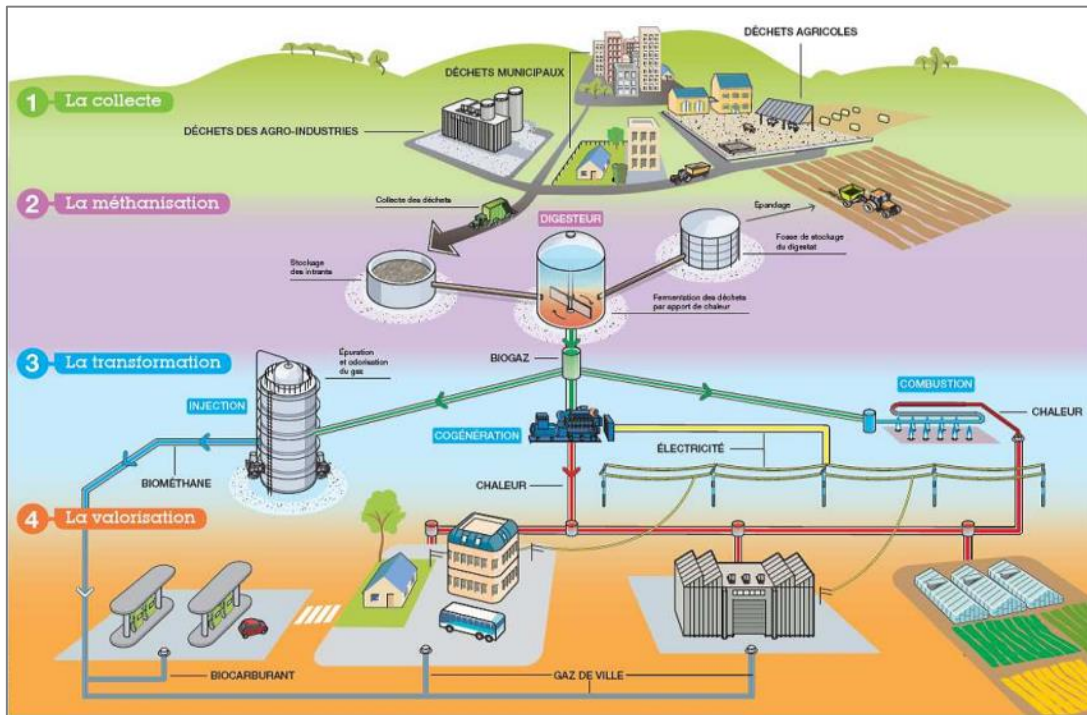 DÉCHETS AGRICOLES
DÉCHETS MUNICIPAUX
1 La collecte
DÉCHETS DES AGRO-INDUSTRIES
2 La méthanisation
Collecte des déchets
DIGESTEUR
Épandage
Fosse de stockage
du digestat
Stockage
des intrants
Fermentation des déchets
par apport de chaleur
3 La transformation
Épuration
et odorisation
du gaz
BIOGAZ
INJECTION
COMBUSTION
CHALEUR
COGÉNÉRATION
ÉLECTRICITÉ
BIOMÉTHANE
CHALEUR
4 La valorisation
BIOCARBURANT
GAZ DE VILLE